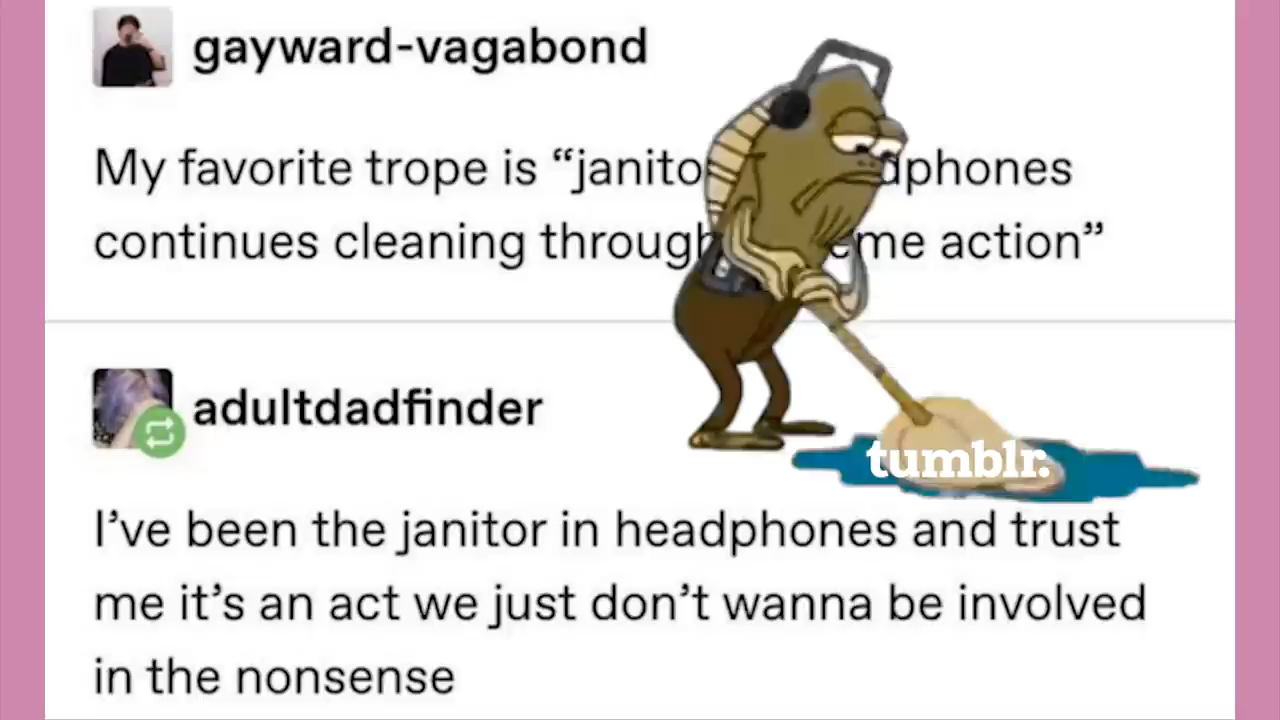 gayward-vagabond
My favorite trope is “janito dphones
continues cleaning through me action”
adultdadfinder
tumblr.
I’ve been the janitor in headphones and trust
me it’s an act we just don’t wanna be involved
in the nonsense